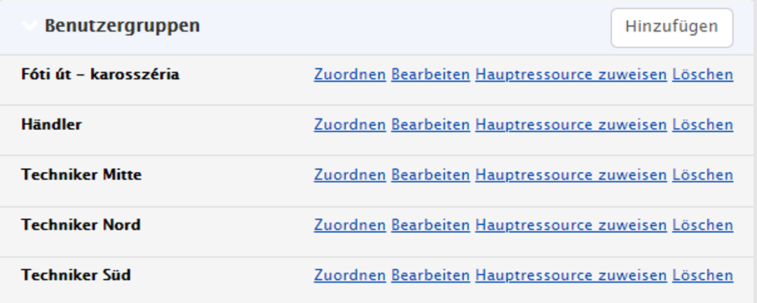 Benutzergruppen Hinzufügen
Fóti út – karosszéria Zuordnen Bearbeiten Hauptressource zuweisen Löschen
Händler Zuordnen Bearbeiten Hauptressource zuweisen Löschen
Techniker Mitte Zuordnen Bearbeiten Hauptressource zuweisen Löschen
Techniker Nord Zuordnen Bearbeiten Hauptressource zuweisen Löschen
Techniker Süd Zuordnen Bearbeiten Hauptressource zuweisen Löschen